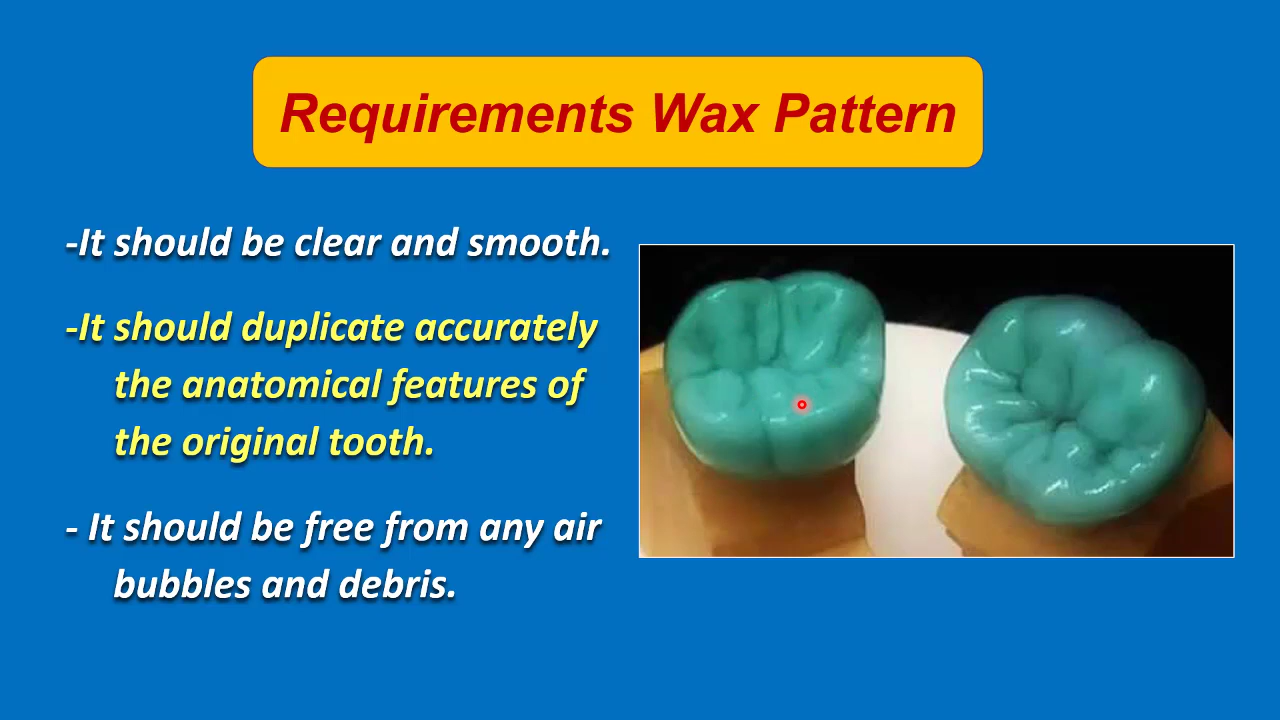 Requirements Wax Pattern
-It should be clear and smooth.
-It should duplicate accurately
the anatomical features of
the original tooth.
- It should be free from any air
bubbles and debris.